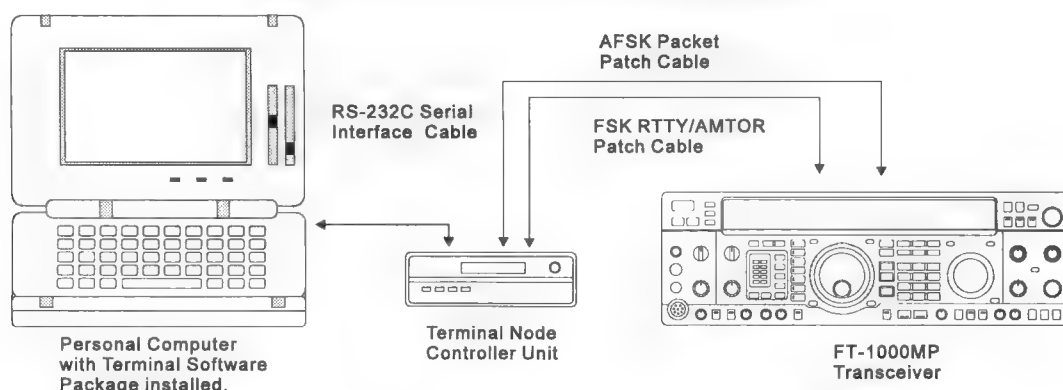 AFSK Packet
Patch Cable
RS-232C Serial
Interface Cable
FSK RTTY/AMTOR
Patch Cable
Personal Computer
with Terminal Software
Package installed.
Terminal Node
Controller Unit
FT-1000MP
Transceiver